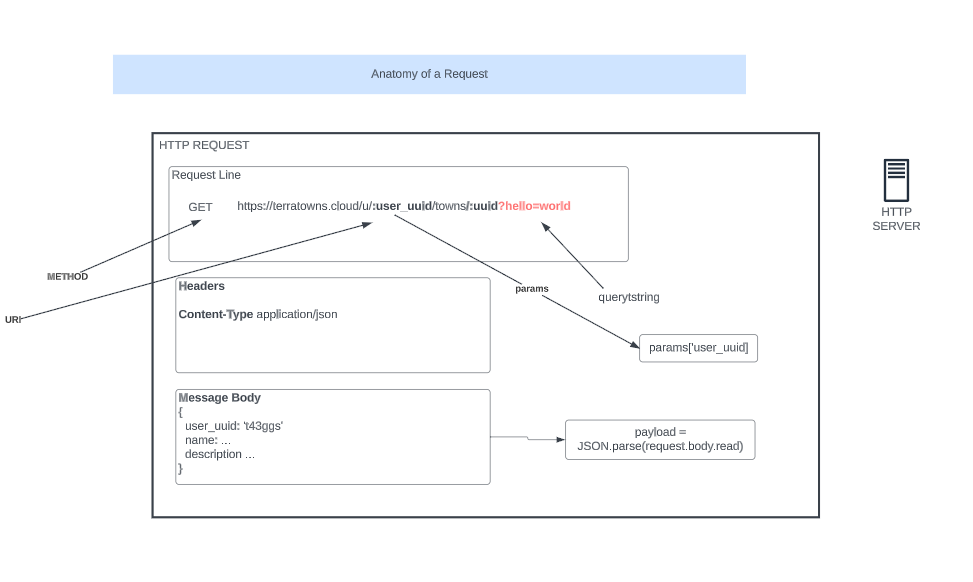 Anatomy of a Request
HTTP REQUEST
Request Line
GET https://terratowns.cloud/u/:user_uuid/towns/:uuid?hello=world
HTTP
SERVER
METHOD
URI
Headers
Content-Type application/json
params
querytstring
params['user_uuid]
Message Body
{
user_uuid: 't43ggs'
name: ...
description ...
}
payload =
JSON.parse(request.body.read)